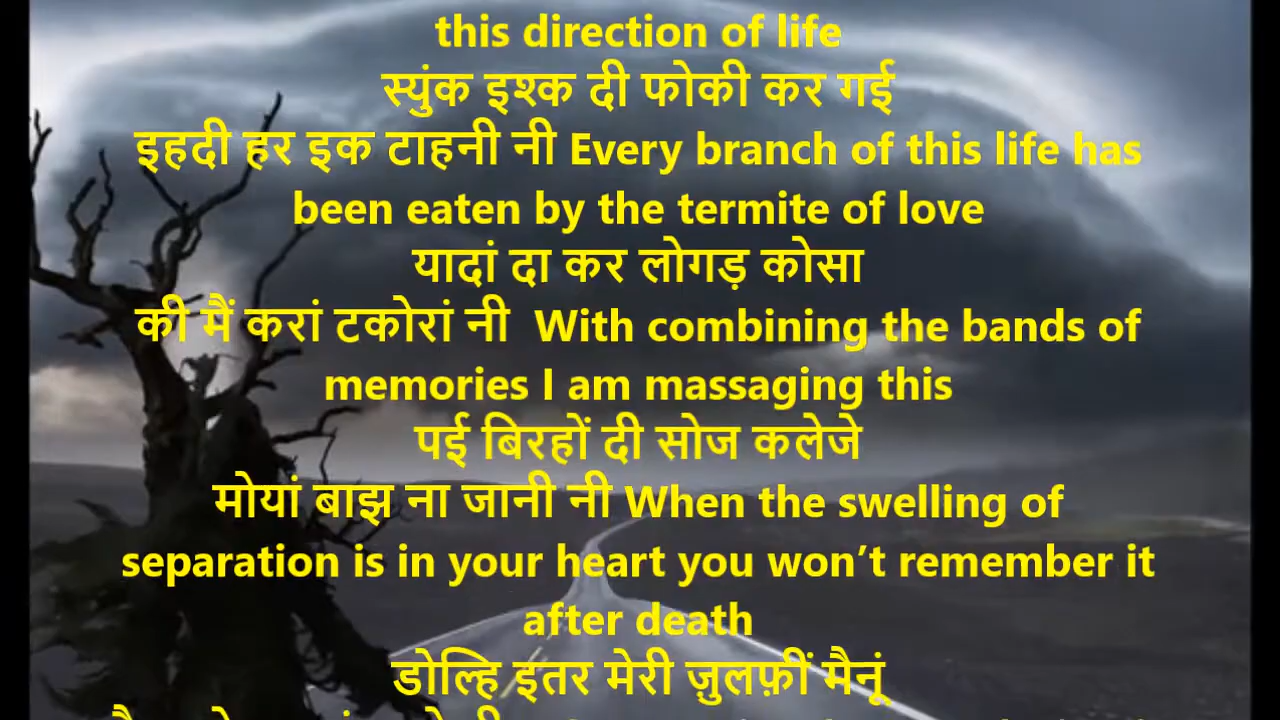 this direction of life
स्युंक इश्क दी फोकी कर गई
इहदी हर इक टाहनी नी Every branch of this life has
been eaten by the termite of love
यादां दा कर लोगड़ कोसा
की मैं करां टकोरां नी With combining the bands of
memories I am massaging this
पई बिरहों दी सोज कलेजे
मोयां बाझ ना जानी नी When the swelling of
separation is in your heart you won’t remember it
after death
डोल्हि इतर मेरी ज़ुलफ़ीं मैनूं